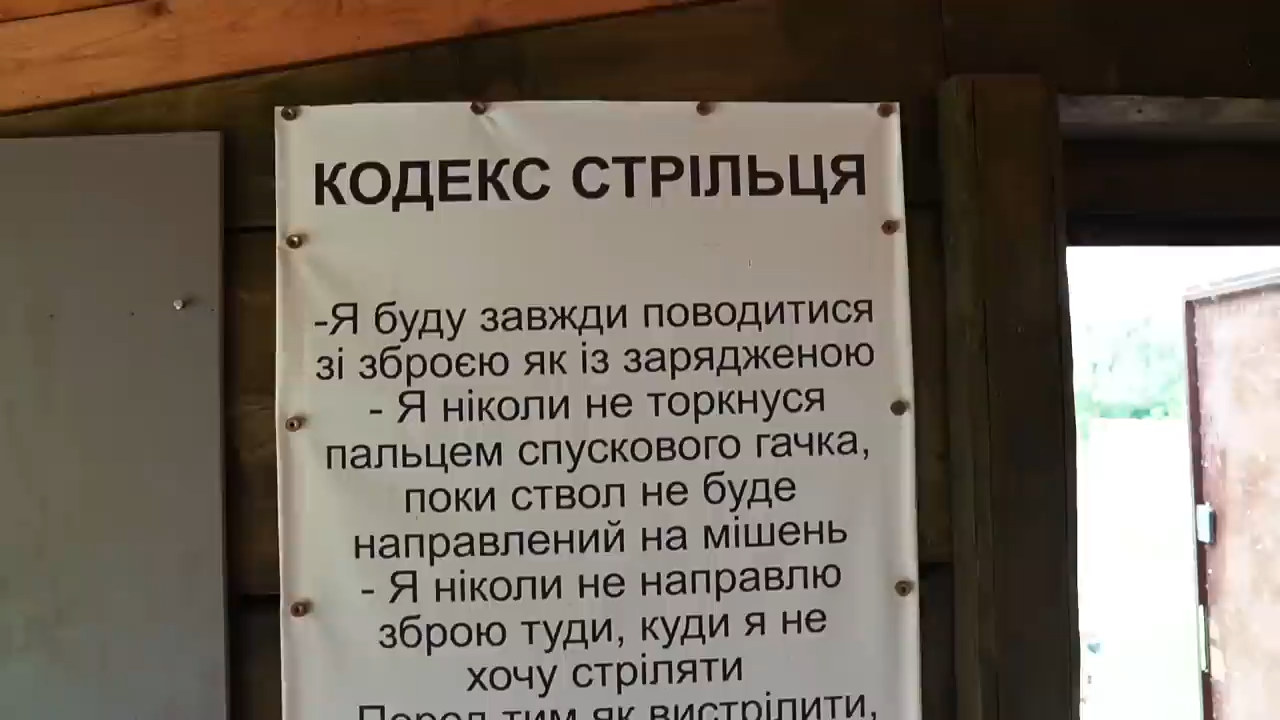 КОДЕКС СТРІЛЬЦЯ
-Я буду завжди поводитися
зі зброєю як із зарядженою
- Я ніколи не торкнуся
пальцем спускового гачка,
поки ствол не буде
направлений на мішень
- Я ніколи не направлю
зброю туди, куди я не
хочу стріляти
Перед тим як вистрілити,